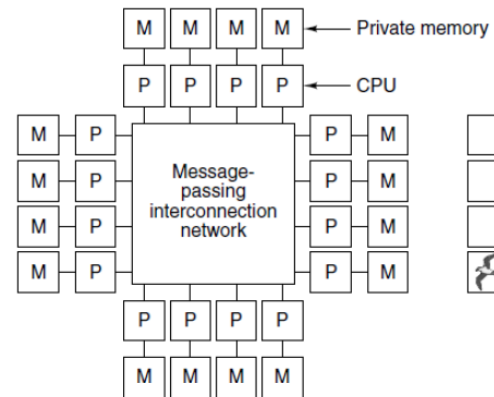 M M M M Private memory
P P P P CPU
M P P M
M P Message- P M
passing
M P interconnection P M
network
M P P M
P P P P
M M M M